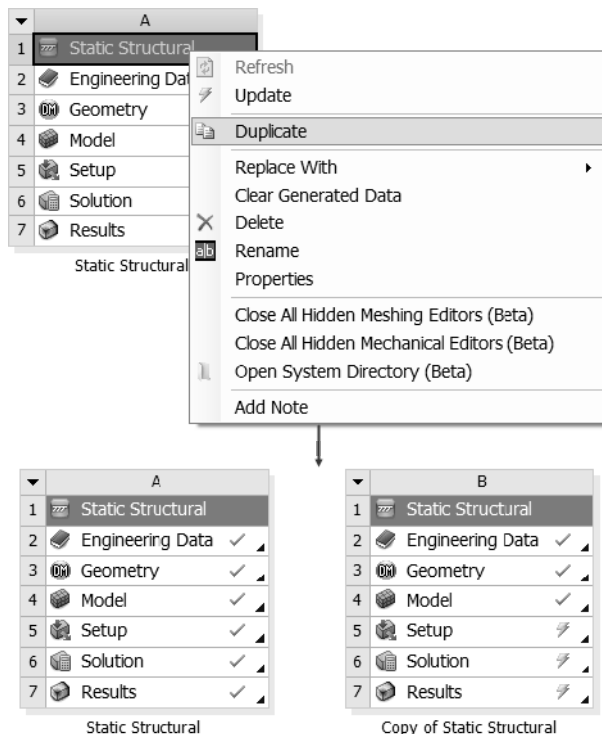 A
1 Static Structural
2 Engineering Dat
3 DM Geometry
4 Model
5 Setup
6 Solution
7 Results
Static Structural
Refresh
Update
Duplicate
Replace With
Clear Generated Data
Delete
ab Rename
Properties
Close All Hidden Meshing Editors (Beta)
Close All Hidden Mechanical Editors (Beta)
Open System Directory (Beta)
Add Note
A
1 Static Structural
2 Engineering Data
3 DM Geometry
4 Model
5 Setup
6 Solution
7 Results
Static Structural
B
1 Static Structural
2 Engineering Data
3 DM Geometry
4 Model
5 Setup
6 Solution
7 Results
Copy of Static Structural